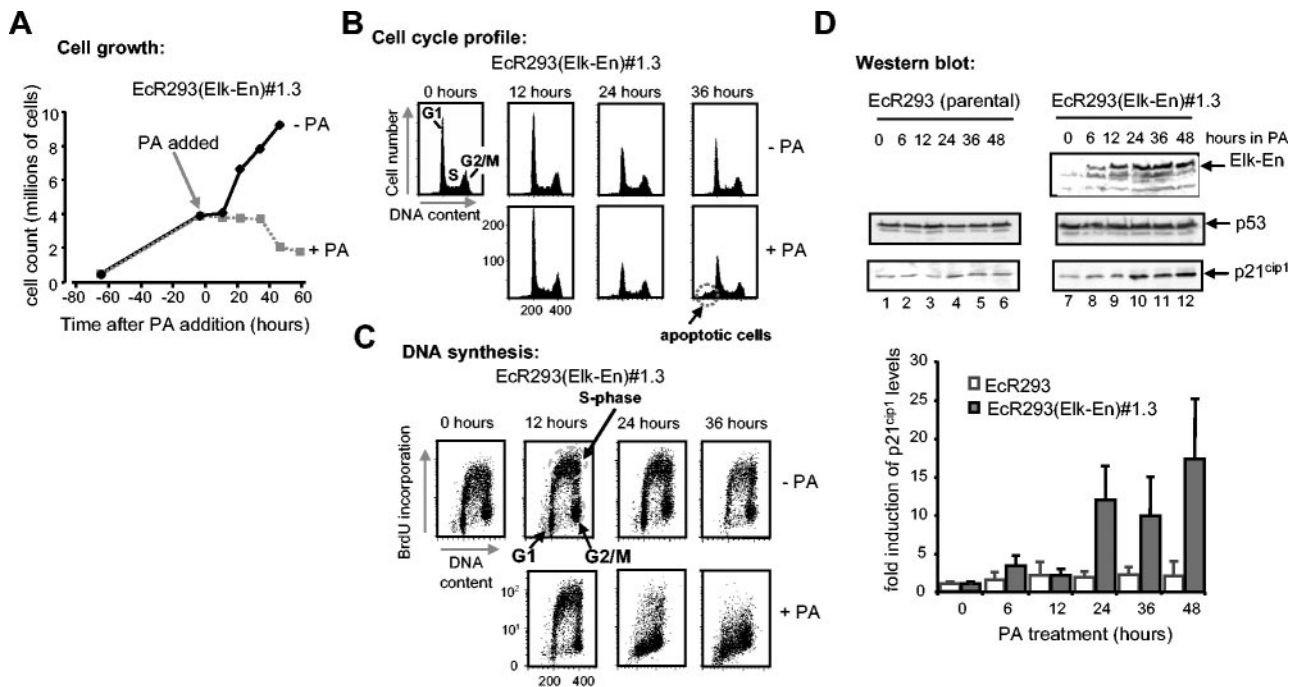 A
Cell growth:
EcR293(Elk-En)#1.3
PA added
- PA
+ PA
cell count (millions of cells)
10
8
6
4
2
0
-80 -60 -40 -20 0 20 40 60
Time after PA addition (hours)
B
Cell cycle profile:
EcR293(Elk-En)#1.3
0 hours 12 hours 24 hours 36 hours
G1
S
G2/M
Cell number
DNA content
- PA
200
100
+ PA
200 400
apoptotic cells
C
DNA synthesis:
EcR293(Elk-En)#1.3
S-phase
0 hours 12 hours 24 hours 36 hours
BrdU incorporation
- PA
G1 G2/M
DNA
content
10²
10¹
0
+ PA
200 400
D
Western blot:
EcR293 (parental) EcR293(Elk-En)#1.3
0 6 12 24 36 48 0 6 12 24 36 48 hours in PA
Elk-En
p53
p21cip1
1 2 3 4 5 6 7 8 9 10 11 12
fold induction of p21cip1 levels
30
25
20
15
10
5
0
EcR293
EcR293(Elk-En)#1.3
0 6 12 24 36 48
PA treatment (hours)